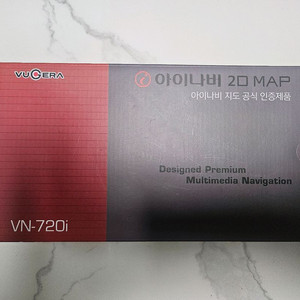 VUGERA
아이나비 2D MAP
아이나비 지도 공식 인증제품
Designed Premium
Multimedia Navigation
VN-720i